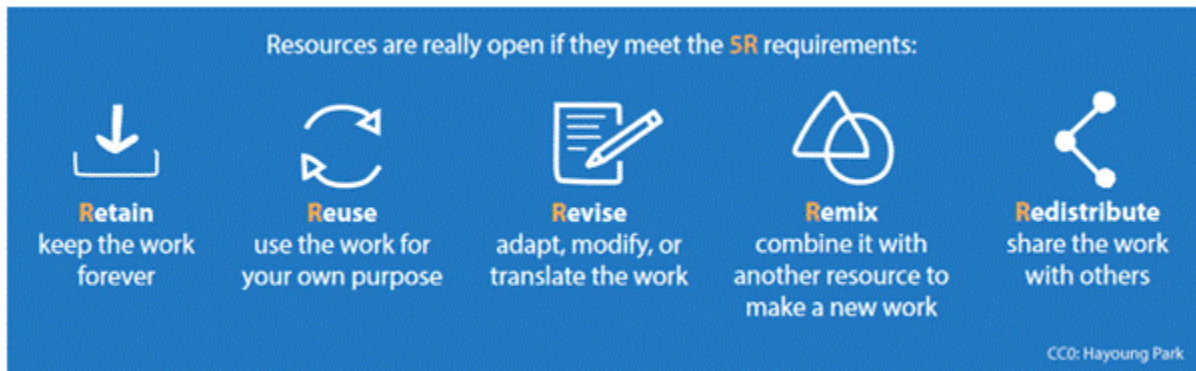 Resources are really open if they meet the 5R requirements:
Retain
keep the work
forever
Reuse
use the work for
your own purpose
Revise
adapt, modify, or
translate the work
Remix
combine it with
another resource to
make a new work
Redistribute
share the work
with others
CC0: Hayoung Park